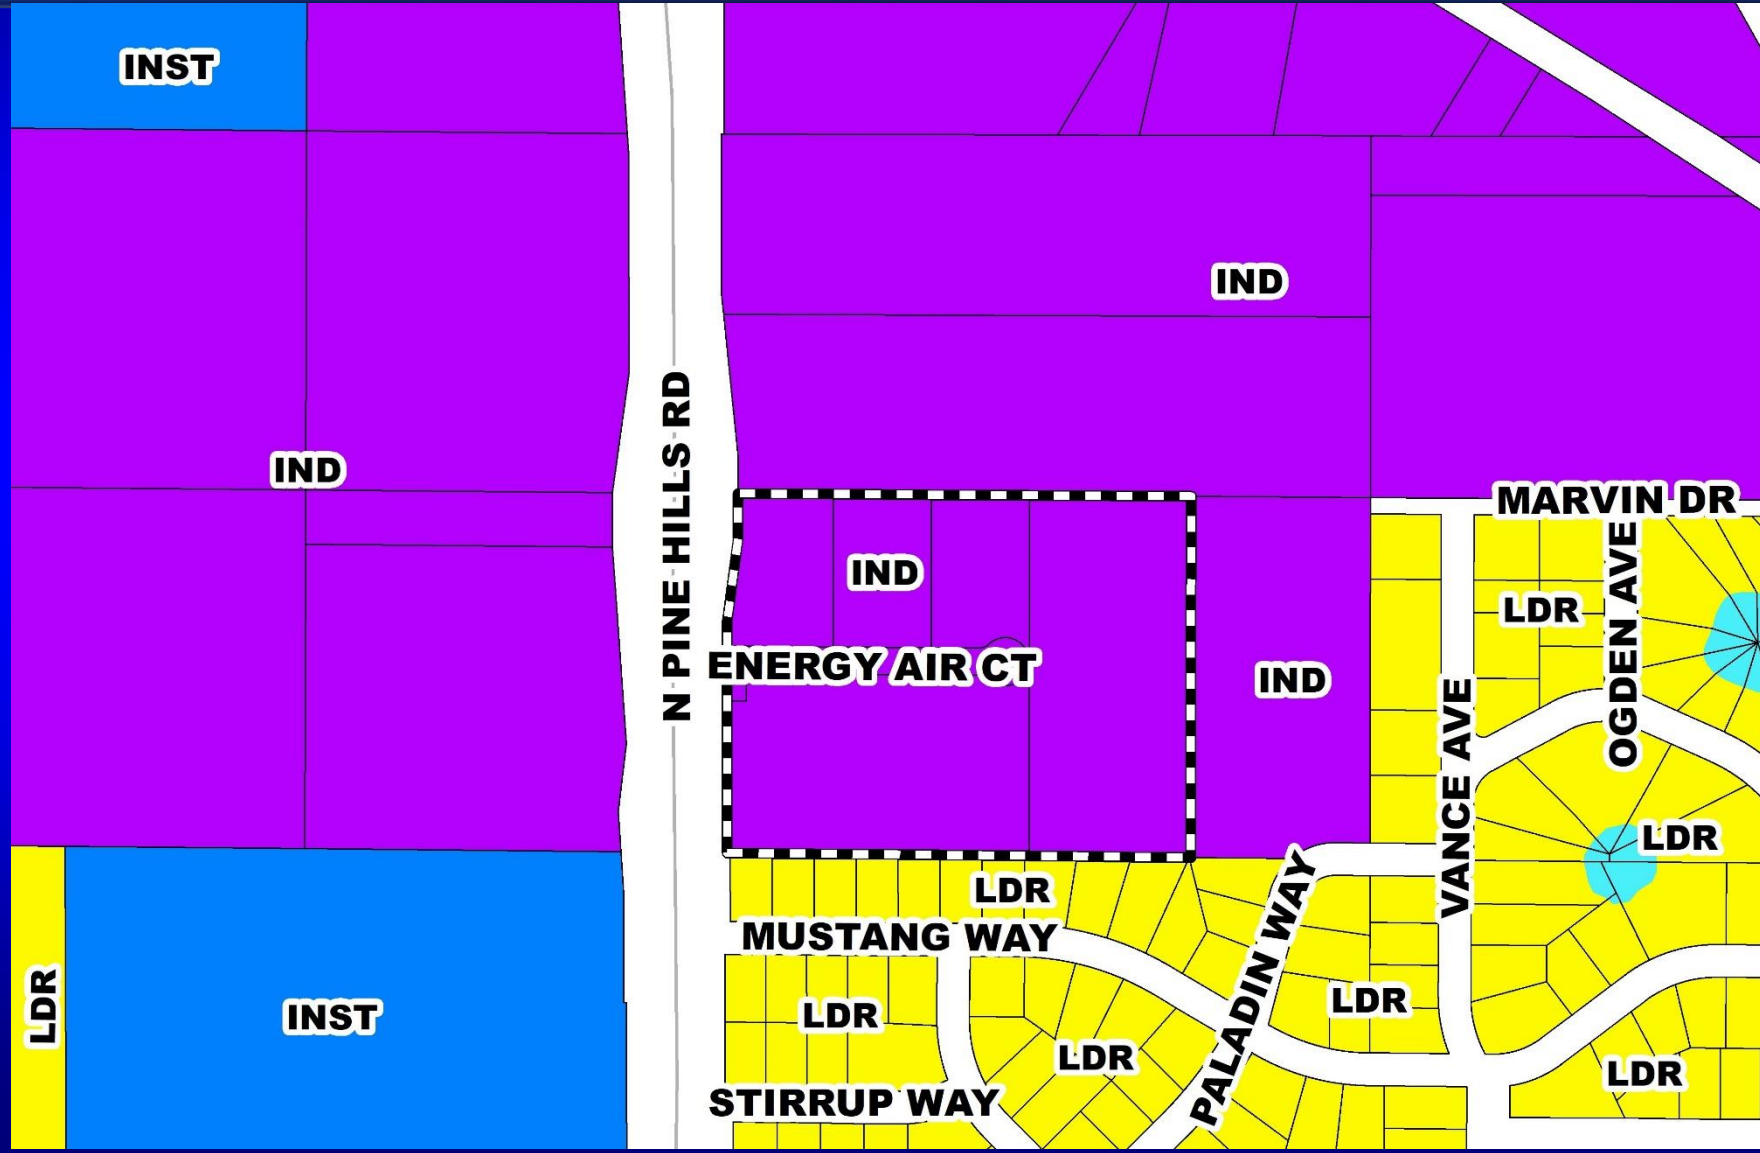 INST
IND
IND
N PINE HILLS RD
MARVIN DR
IND
LDR
OGDEN AVE
ENERGY AIR CT
IND
VANCE AVE
LDR
LDR
MUSTANG WAY
PALADIN WAY
LDR
INST
LDR
LDR
LDR
LDR
STIRRUP WAY